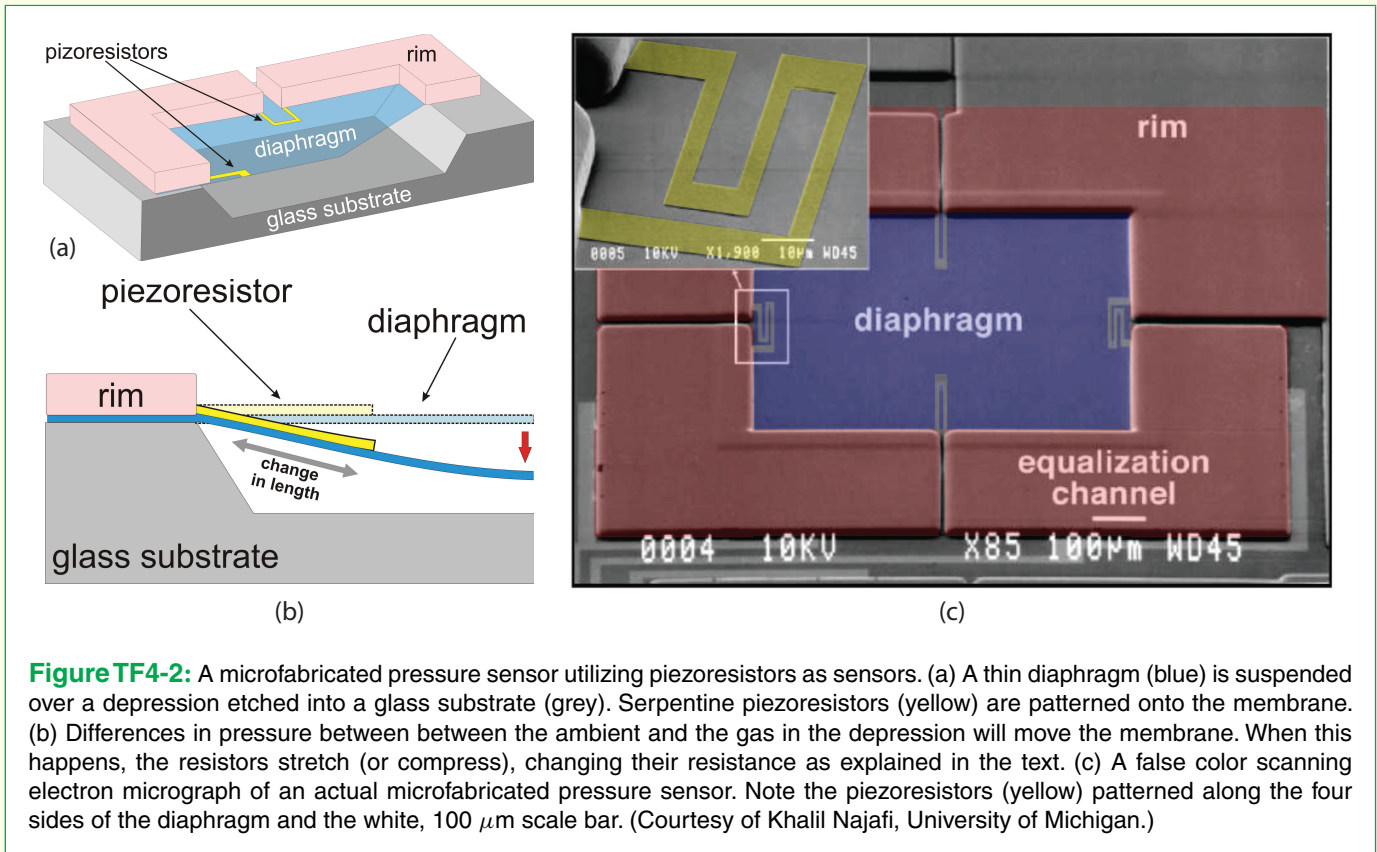 pizoresistors
rim
diaphragm
glass substrate
(a)
piezoresistor
diaphragm
rim
change
in length
glass substrate
(b)
0005 10KV X1,900 10μm WD45
rim
diaphragm
equalization
channel
0004 10KV X85 100μm WD45
(c)
Figure TF4-2: A microfabricated pressure sensor utilizing piezoresistors as sensors. (a) A thin diaphragm (blue) is suspended
over a depression etched into a glass substrate (grey). Serpentine piezoresistors (yellow) are patterned onto the membrane.
(b) Differences in pressure between between the ambient and the gas in the depression will move the membrane. When this
happens, the resistors stretch (or compress), changing their resistance as explained in the text. (c) A false color scanning
electron micrograph of an actual microfabricated pressure sensor. Note the piezoresistors (yellow) patterned along the four
sides of the diaphragm and the white, 100 μm scale bar. (Courtesy of Khalil Najafi, University of Michigan.)